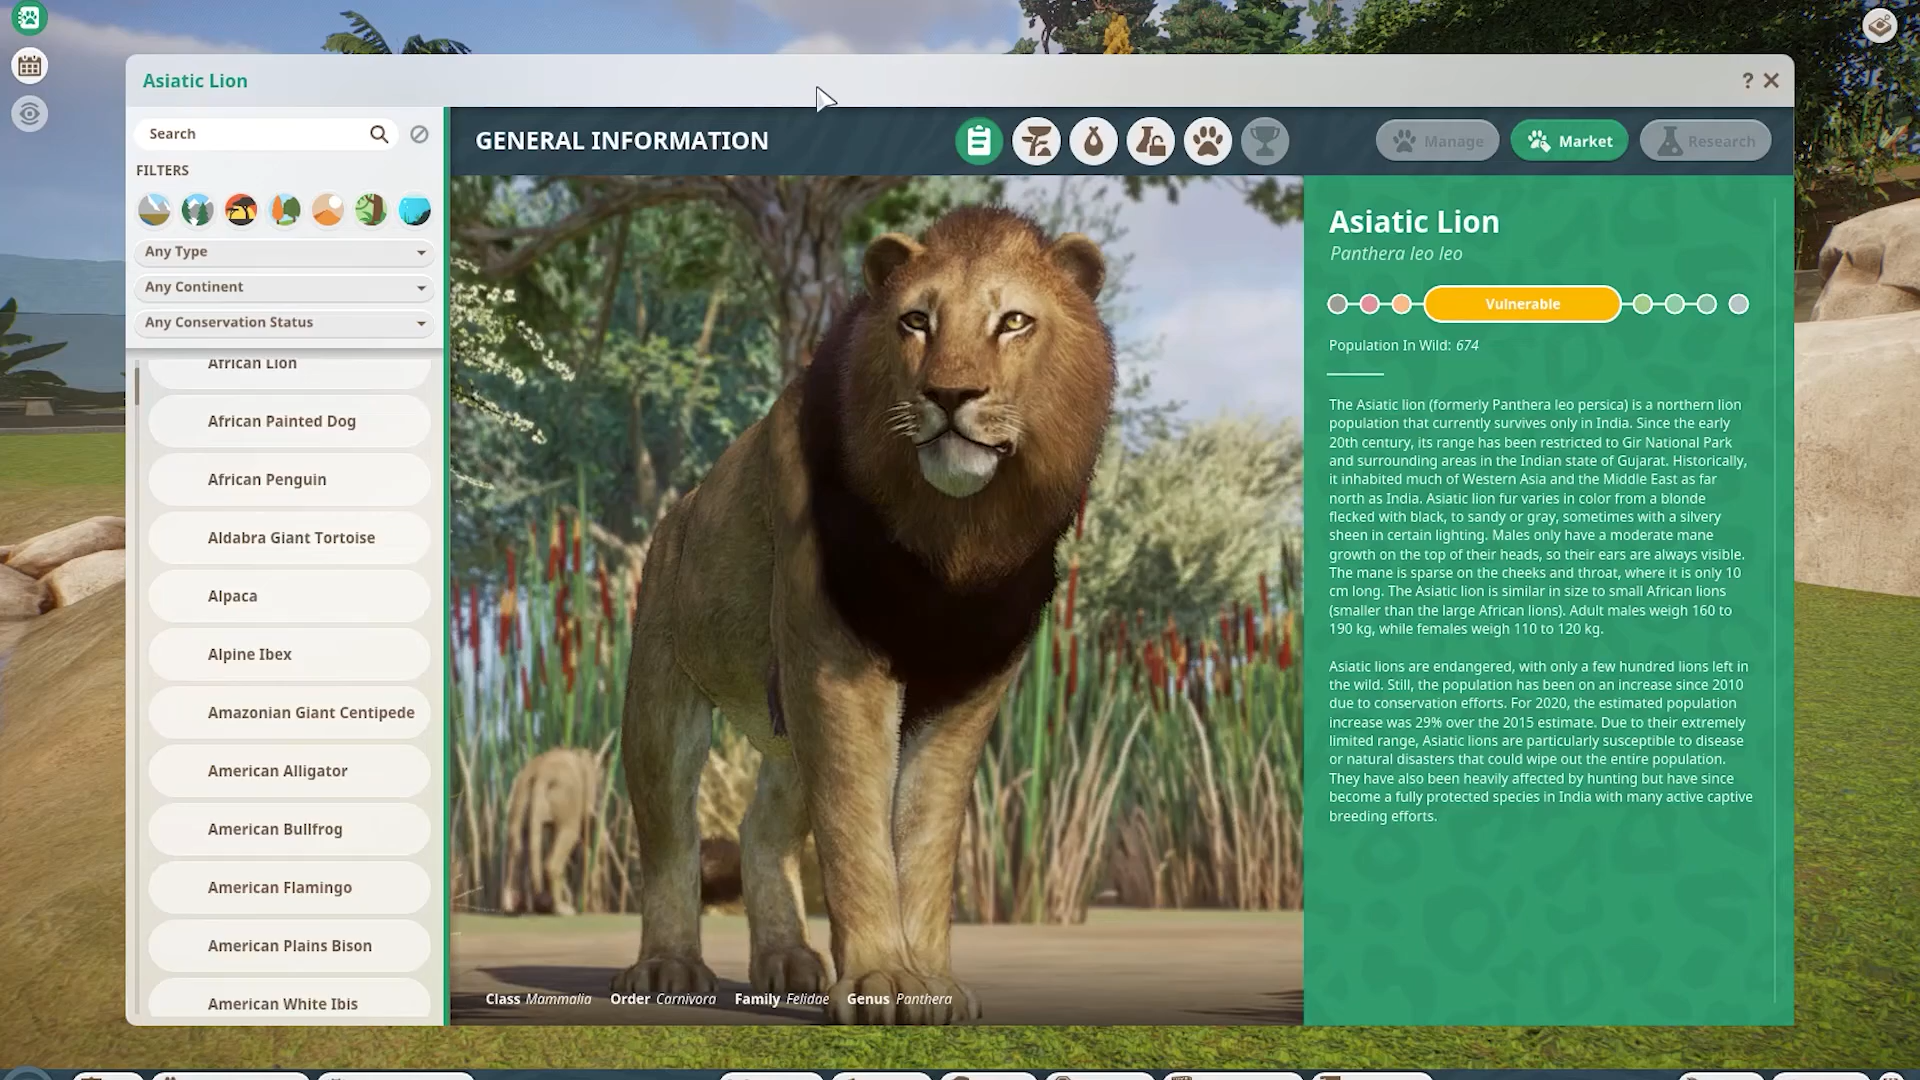 Asiatic Lion
?
Search
FILTERS
Any Type
Any Continent
Any Conservation Status
African Lion
African Painted Dog
African Penguin
Aldabra Giant Tortoise
Alpaca
Alpine Ibex
Amazonian Giant Centipede
American Alligator
American Bullfrog
American Flamingo
American Plains Bison
American White Ibis
GENERAL INFORMATION
Manage
Market
Research
Class Mammalia Order Carnivora Family Felidae Genus Panthera
Asiatic Lion
Panthera leo leo
Vulnerable
Population In Wild: 674
The Asiatic lion (formerly Panthera leo persica) is a northern lion
population that currently survives only in India. Since the early
20th century, its range has been restricted to Gir National Park
and surrounding areas in the Indian state of Gujarat. Historically,
it inhabited much of Western Asia and the Middle East as far
north as India. Asiatic lion fur varies in color from a blonde
flecked with black, to sandy or gray, sometimes with a silvery
sheen in certain lighting. Males only have a moderate mane
growth on the top of their heads, so their ears are always visible.
The mane is sparse on the cheeks and throat, where it is only 10
cm long. The Asiatic lion is similar in size to small African lions
(smaller than the large African lions). Adult males weigh 160 to
190 kg, while females weigh 110 to 120 kg.
Asiatic lions are endangered, with only a few hundred lions left in
the wild. Still, the population has been on an increase since 2010
due to conservation efforts. For 2020, the estimated population
increase was 29% over the 2015 estimate. Due to their extremely
limited range, Asiatic lions are particularly susceptible to disease
or natural disasters that could wipe out the entire population.
They have also been heavily affected by hunting but have since
become a fully protected species in India with many active captive
breeding efforts.